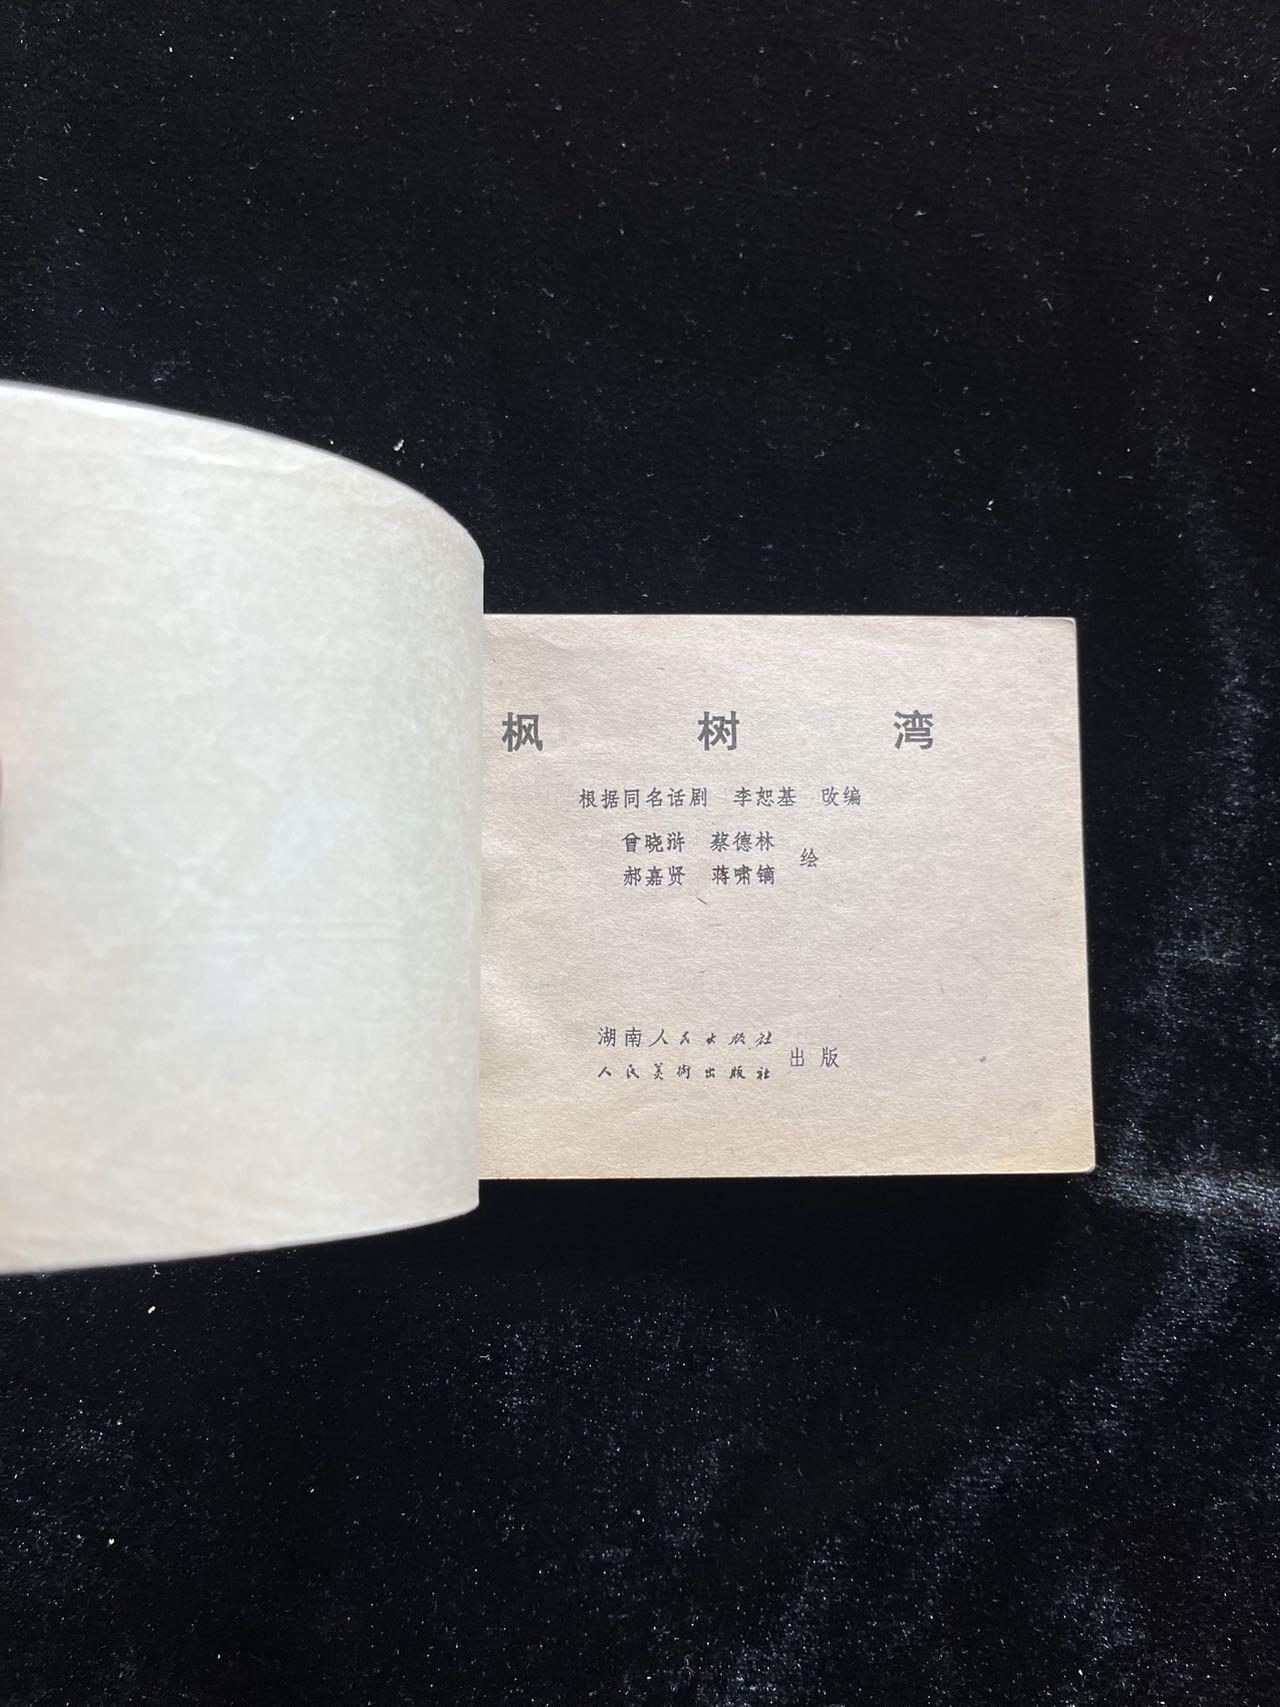 枫树湾
根据同名话剧 李恕基 改编
曾晓浒 蔡德林
郝嘉贤 蒋啸镝 绘
湖南人民出版社
人民美術出版社 出版